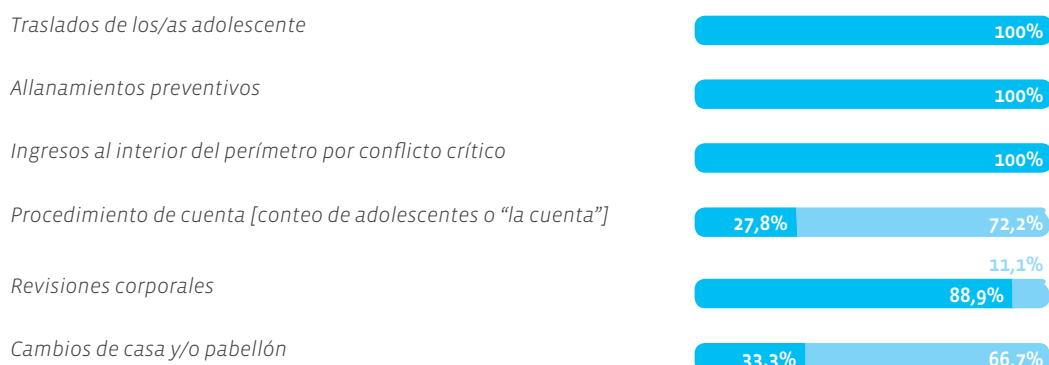 Traslados de los/as adolescente
100%
Allanamientos preventivos
100%
Ingresos al interior del perímetro por conflicto crítico
100%
Procedimiento de cuenta [conteo de adolescentes o “la cuenta”]
27,8% 72,2%
11,1%
Revisiones corporales
88,9%
Cambios de casa y/o pabellón
33,3% 66,7%